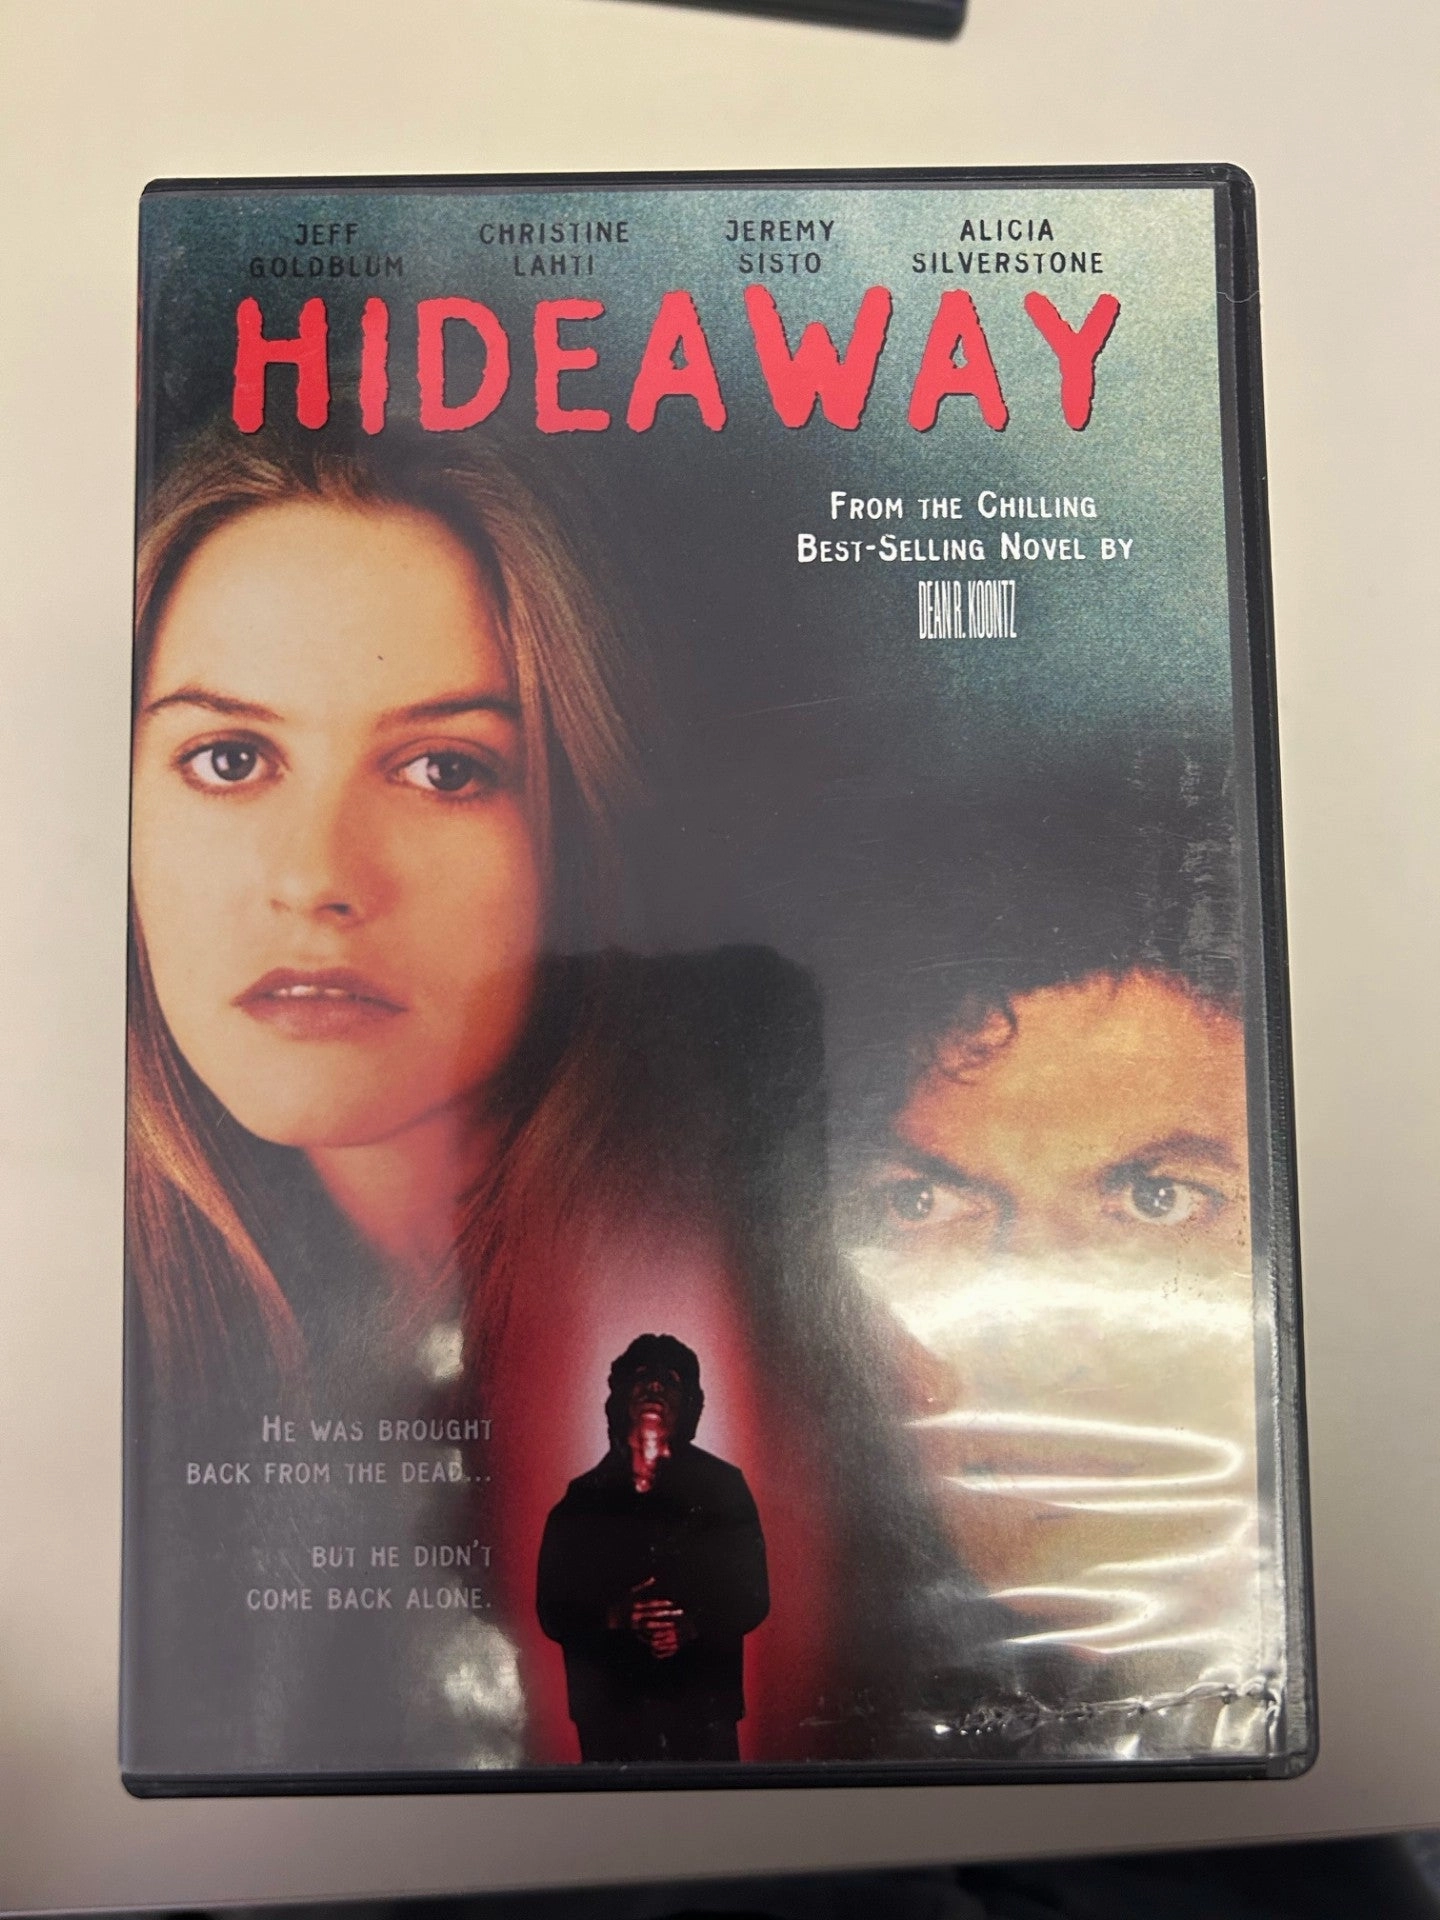 JEFF GOLDBLUM
CHRISTINE LAHTI
JEREMY SISTO
ALICIA SILVERSTONE
HIDEAWAY
FROM THE CHILLING
BEST-SELLING NOVEL BY
DEAN R. KOONTZ
HE WAS BROUGHT
BACK FROM THE DEAD...
BUT HE DIDN'T
COME BACK ALONE.